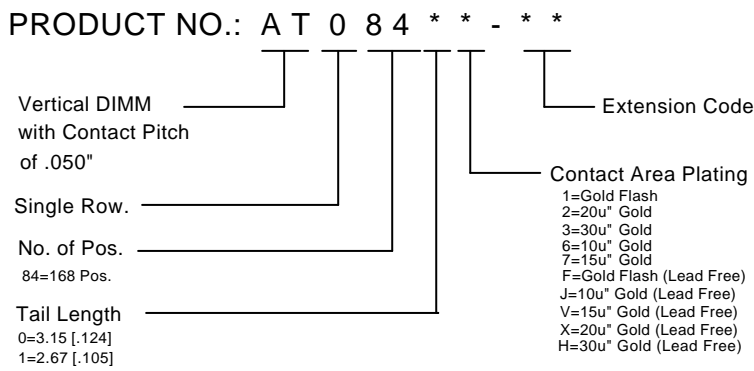 PRODUCT NO.: A T 0 8 4 * * - * *
Vertical DIMM
with Contact Pitch
of .050"
Single Row.
No. of Pos.
84=168 Pos.
Tail Length
0=3.15 [.124]
1=2.67 [.105]
Extension Code
Contact Area Plating
1=Gold Flash
2=20u" Gold
3=30u" Gold
6=10u" Gold
7=15u" Gold
F=Gold Flash (Lead Free)
J=10u" Gold (Lead Free)
V=15u" Gold (Lead Free)
X=20u" Gold (Lead Free)
H=30u" Gold (Lead Free)